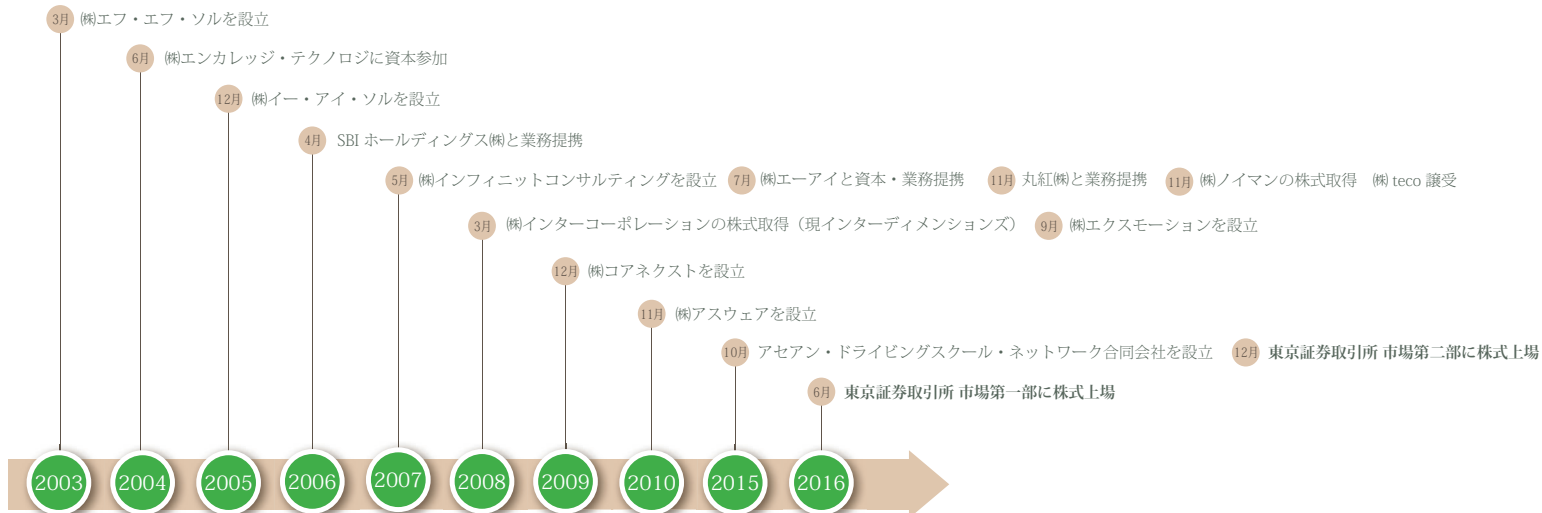 3月 ㈱エフ・エフ・ソルを設立
6月 ㈱エンカレッジ・テクノロジに資本参加
12月 ㈱イー・アイ・ソルを設立
4月 SBI ホールディングス㈱と業務提携
5月 ㈱インフィニットコンサルティングを設立 7月 ㈱エーアイと資本・業務提携 11月 丸紅㈱と業務提携 11月 ㈱ノイマンの株式取得 ㈱ teco 譲受
3月 ㈱インターコーポレーションの株式取得（現インターディメンションズ） 9月 ㈱エクスモーションを設立
12月 ㈱コアネクストを設立
11月 ㈱アスウェアを設立
10月 アセアン・ドライビングスクール・ネットワーク合同会社を設立 12月 東京証券取引所 市場第二部に株式上場
6月 東京証券取引所 市場第一部に株式上場
2003 2004 2005 2006 2007 2008 2009 2010 2015 2016